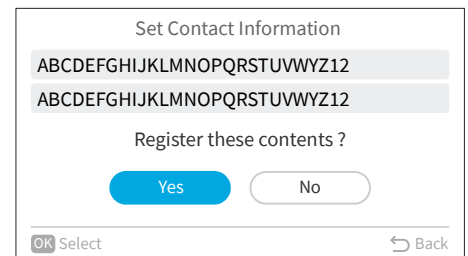 Set Contact Information
ABCDEFGHIJKLMNOPQRSTUVWYZ12
ABCDEFGHIJKLMNOPQRSTUVWYZ12
Register these contents ?
Yes No
OK Select Back